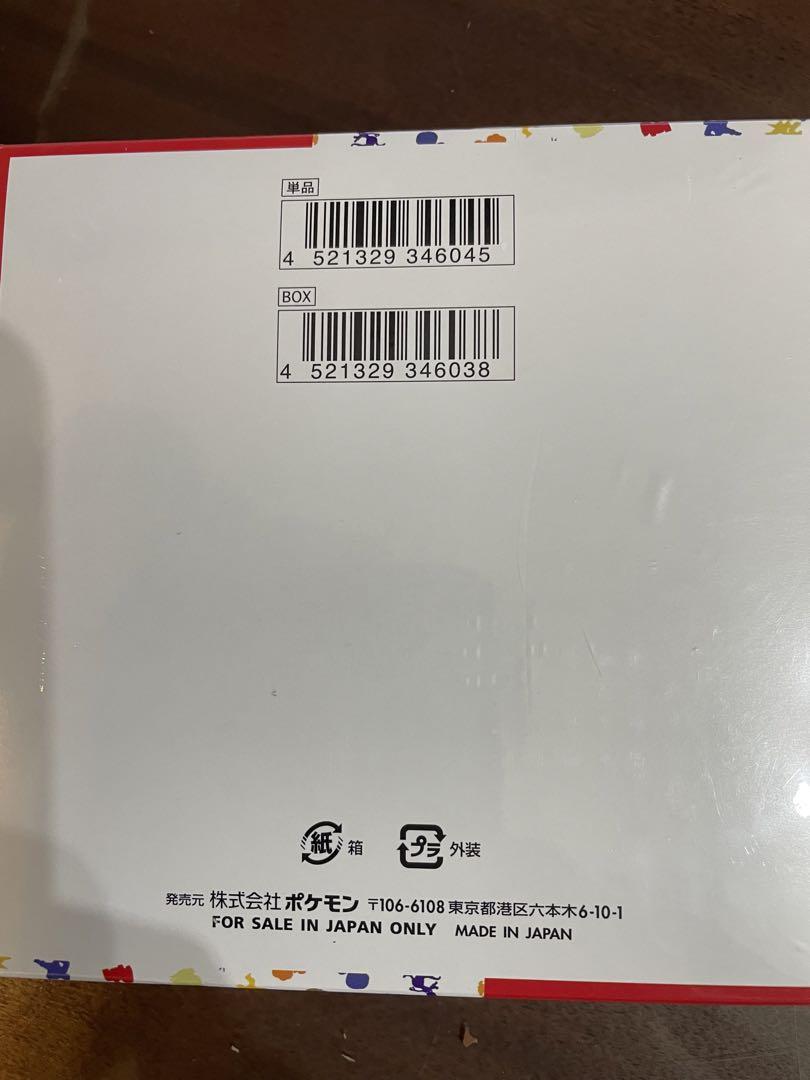 単品
4 521329 346045
BOX
4 521329 346038
紙 箱 プラ 外装
発売元 株式会社 ポケモン 〒106-6108 東京都港区六本木6-10-1
FOR SALE IN JAPAN ONLY MADE IN JAPAN